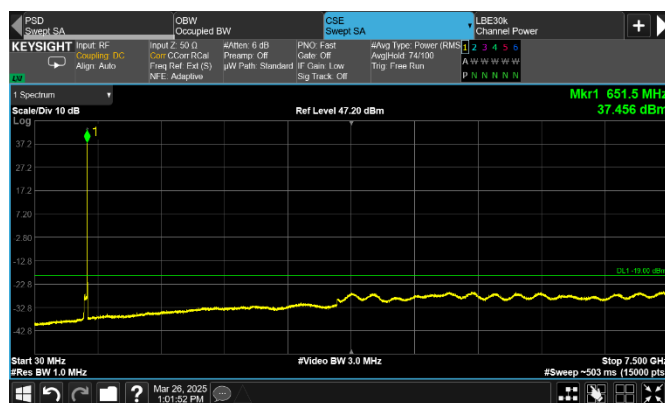 PSD
Swept SA
OBW
Occupied BW
CSE
Swept SA
LBE30k
Channel Power
KEYSIGHT
Input: RF
Coupling: DC
Align: Auto
Input Z: 50 Ω
Corr CCorr RCal
Freq Ref: Ext (S)
NFE: Adaptive
#Atten: 6 dB
Preamp: Off
µW Path: Standard
PNO: Fast
Gate: Off
IF Gain: Low
Sig Track: Off
#Avg Type: Power (RMS
Avg|Hold: 74/100
Trig: Free Run
1 2 3 4 5 6
A W W W W W
P N N N N N
1 Spectrum
Scale/Div 10 dB
Ref Level 47.20 dBm
Mkr1 651.5 MHz
37.456 dBm
Log
1
37.2
27.2
17.2
7.20
-2.80
-12.8
-22.8
-32.8
-42.8
DL1 -19.00 dBm
Start 30 MHz
#Res BW 1.0 MHz
#Video BW 3.0 MHz
Stop 7.500 GHz
#Sweep ~503 ms (15000 pts
Mar 26, 2025
1:01:52 PM